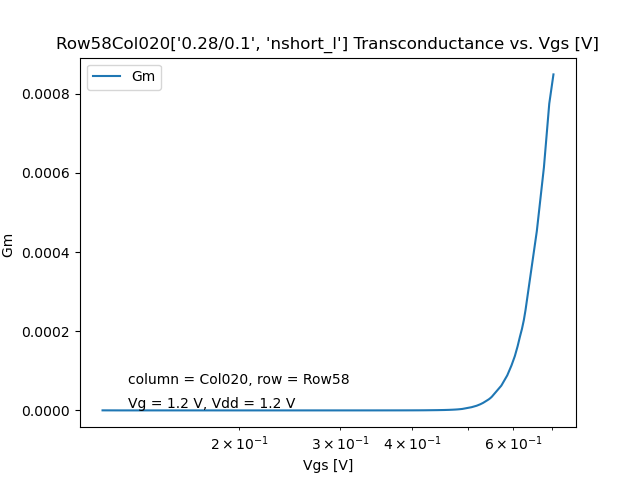 Row58Col020['0.28/0.1', 'nshort_l'] Transconductance vs. Vgs [V]
Gm
0.0008
0.0006
0.0004
0.0002
0.0000
Gm
column = Col020, row = Row58
Vg = 1.2 V, Vdd = 1.2 V
2 × 10⁻¹ 3 × 10⁻¹ 4 × 10⁻¹ 6 × 10⁻¹
Vgs [V]